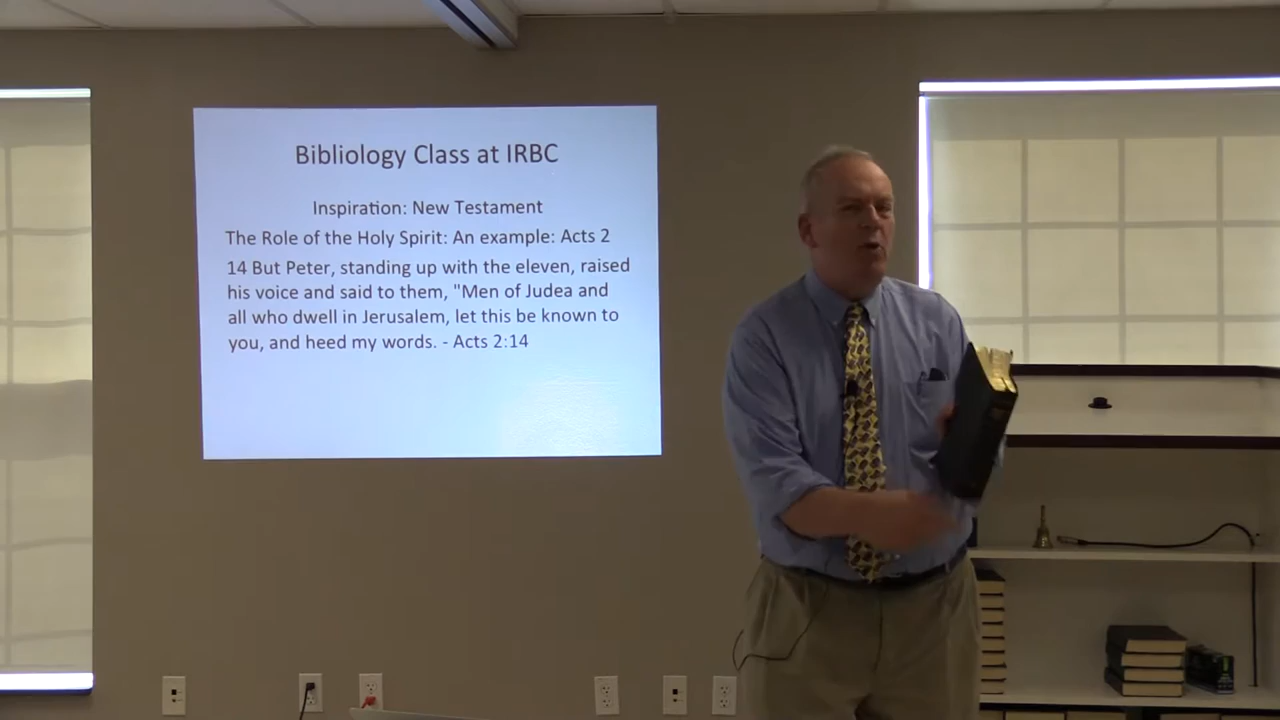 Bibliology Class at IRBC
Inspiration: New Testament
The Role of the Holy Spirit: An example: Acts 2
14 But Peter, standing up with the eleven, raised
his voice and said to them, "Men of Judea and
all who dwell in Jerusalem, let this be known to
you, and heed my words. - Acts 2:14